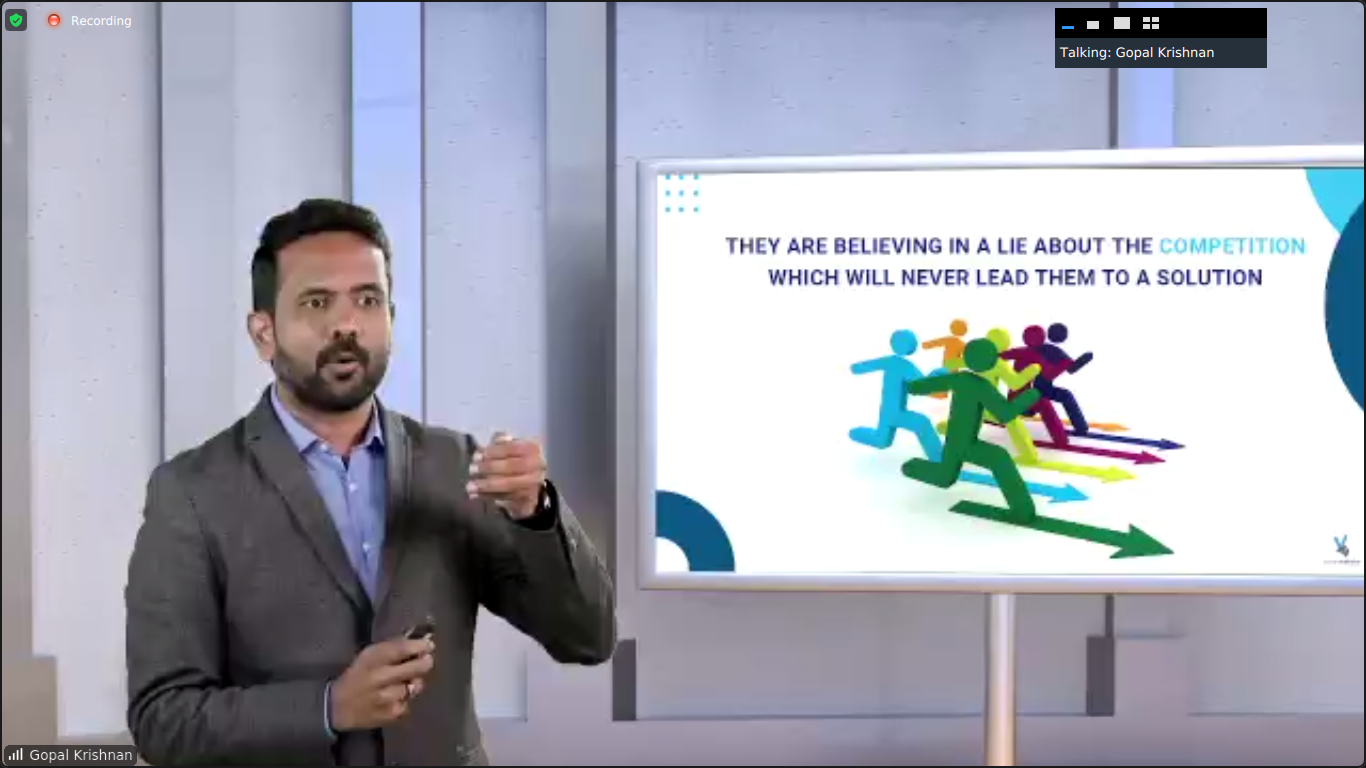 Recording
Talking: Gopal Krishnan
THEY ARE BELIEVING IN A LIE ABOUT THE COMPETITION
WHICH WILL NEVER LEAD THEM TO A SOLUTION
Gopal Krishnan